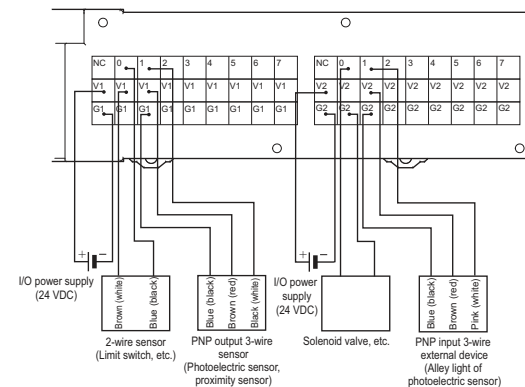 NC 0 1 2 3 4 5 6 7
V1 V1 V1 V1 V1 V1 V1 V1 V1
G1 G1 G1 G1 G1 G1 G1 G1 G1
NC 0 1 2 3 4 5 6 7
V2 V2 V2 V2 V2 V2 V2 V2 V2
G2 G2 G2 G2 G2 G2 G2 G2 G2
+ −
I/O power supply
(24 VDC)
Brown (white)
Blue (black)
2-wire sensor
(Limit switch, etc.)
Blue (black)
Brown (red)
Black (white)
PNP output 3-wire
sensor
(Photoelectric sensor,
proximity sensor)
+ −
I/O power
supply
(24 VDC)
Solenoid valve, etc.
Blue (black)
Brown (red)
Pink (white)
PNP input 3-wire
external device
(Alley light of
photoelectric sensor)